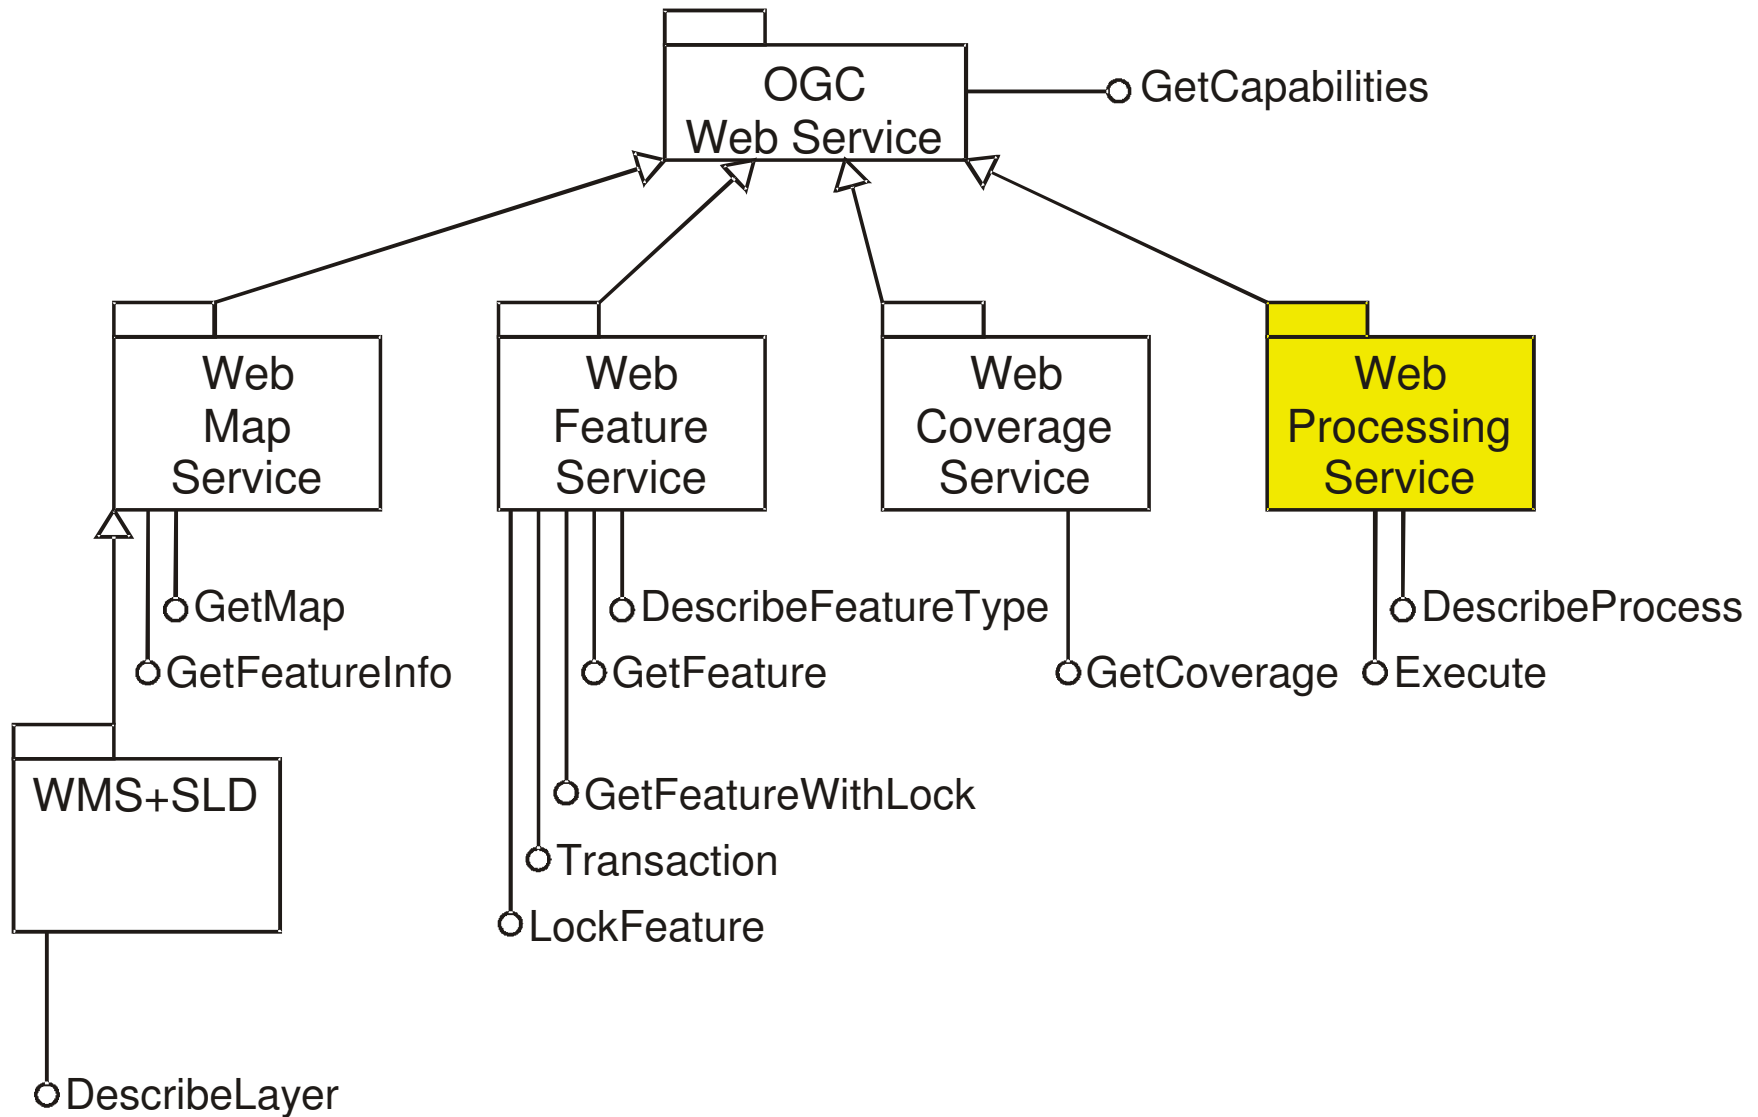 OGC
Web Service
GetCapabilities
Web
Map
Service
Web
Feature
Service
Web
Coverage
Service
Web
Processing
Service
GetMap
GetFeatureInfo
DescribeFeatureType
GetFeature
GetFeatureWithLock
Transaction
LockFeature
GetCoverage
DescribeProcess
Execute
WMS+SLD
DescribeLayer